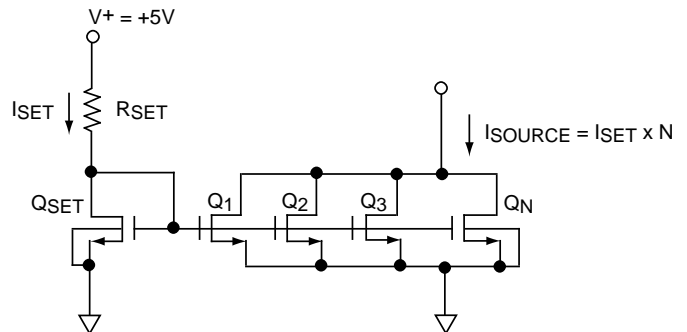 V+ = +5V
ISET
RSET
ISOURCE = ISET x N
QSET
Q1
Q2
Q3
QN